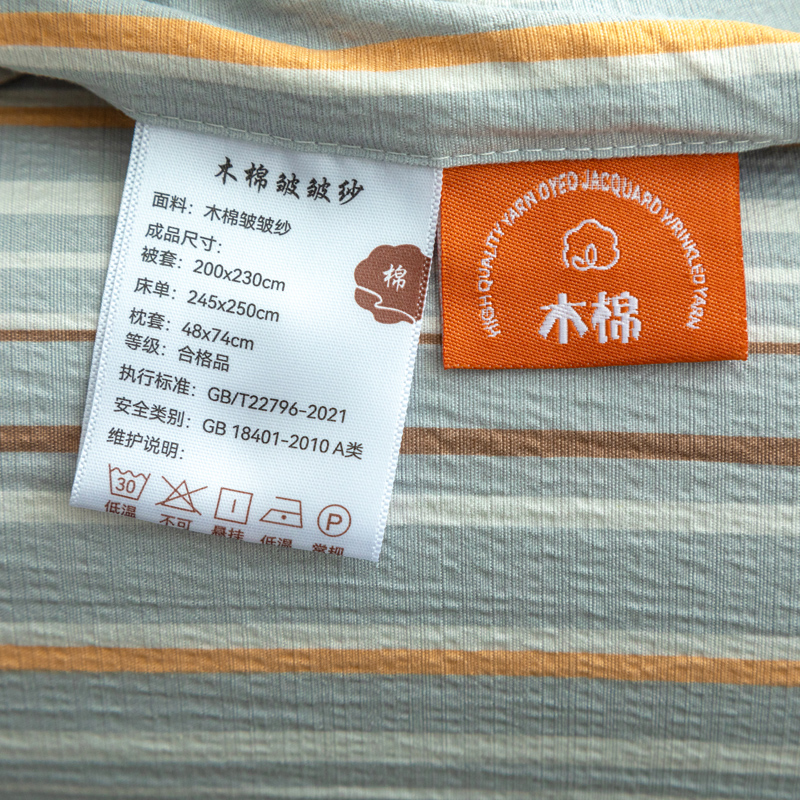 木棉皱皱纱
面料：木棉皱皱纱
成品尺寸：
被套：200x230cm
床单：245x250cm
枕套：48x74cm
等级：合格品
执行标准：GB/T22796-2021
安全类别：GB 18401-2010 A类
维护说明：
30
P
低温 不可 悬挂 低温 常规
棉
HIGH QUALITY YARN DYED JACQUARD WRINKLED YARN
木棉